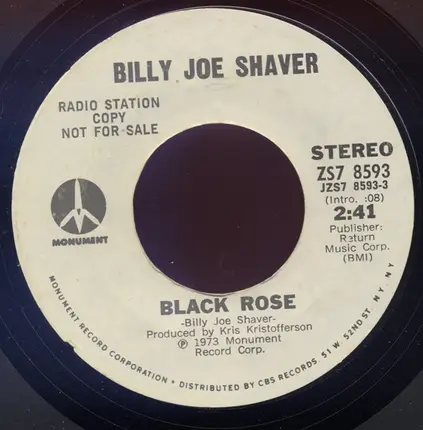 BILLY JOE SHAVER
RADIO STATION
COPY
NOT FOR SALE
STEREO
ZS7 8593
JZS7 8593-3
(Intro. :08)
2:41
Publisher:
Return
Music Corp.
(BMI)
MONUMENT
BLACK ROSE
-Billy Joe Shaver-
Produced by Kris Kristofferson
℗ 1973 Monument
Record Corp.
MONUMENT RECORD CORPORATION • DISTRIBUTED BY CBS RECORDS, 51 W. 52ND ST. N.Y., N.Y.